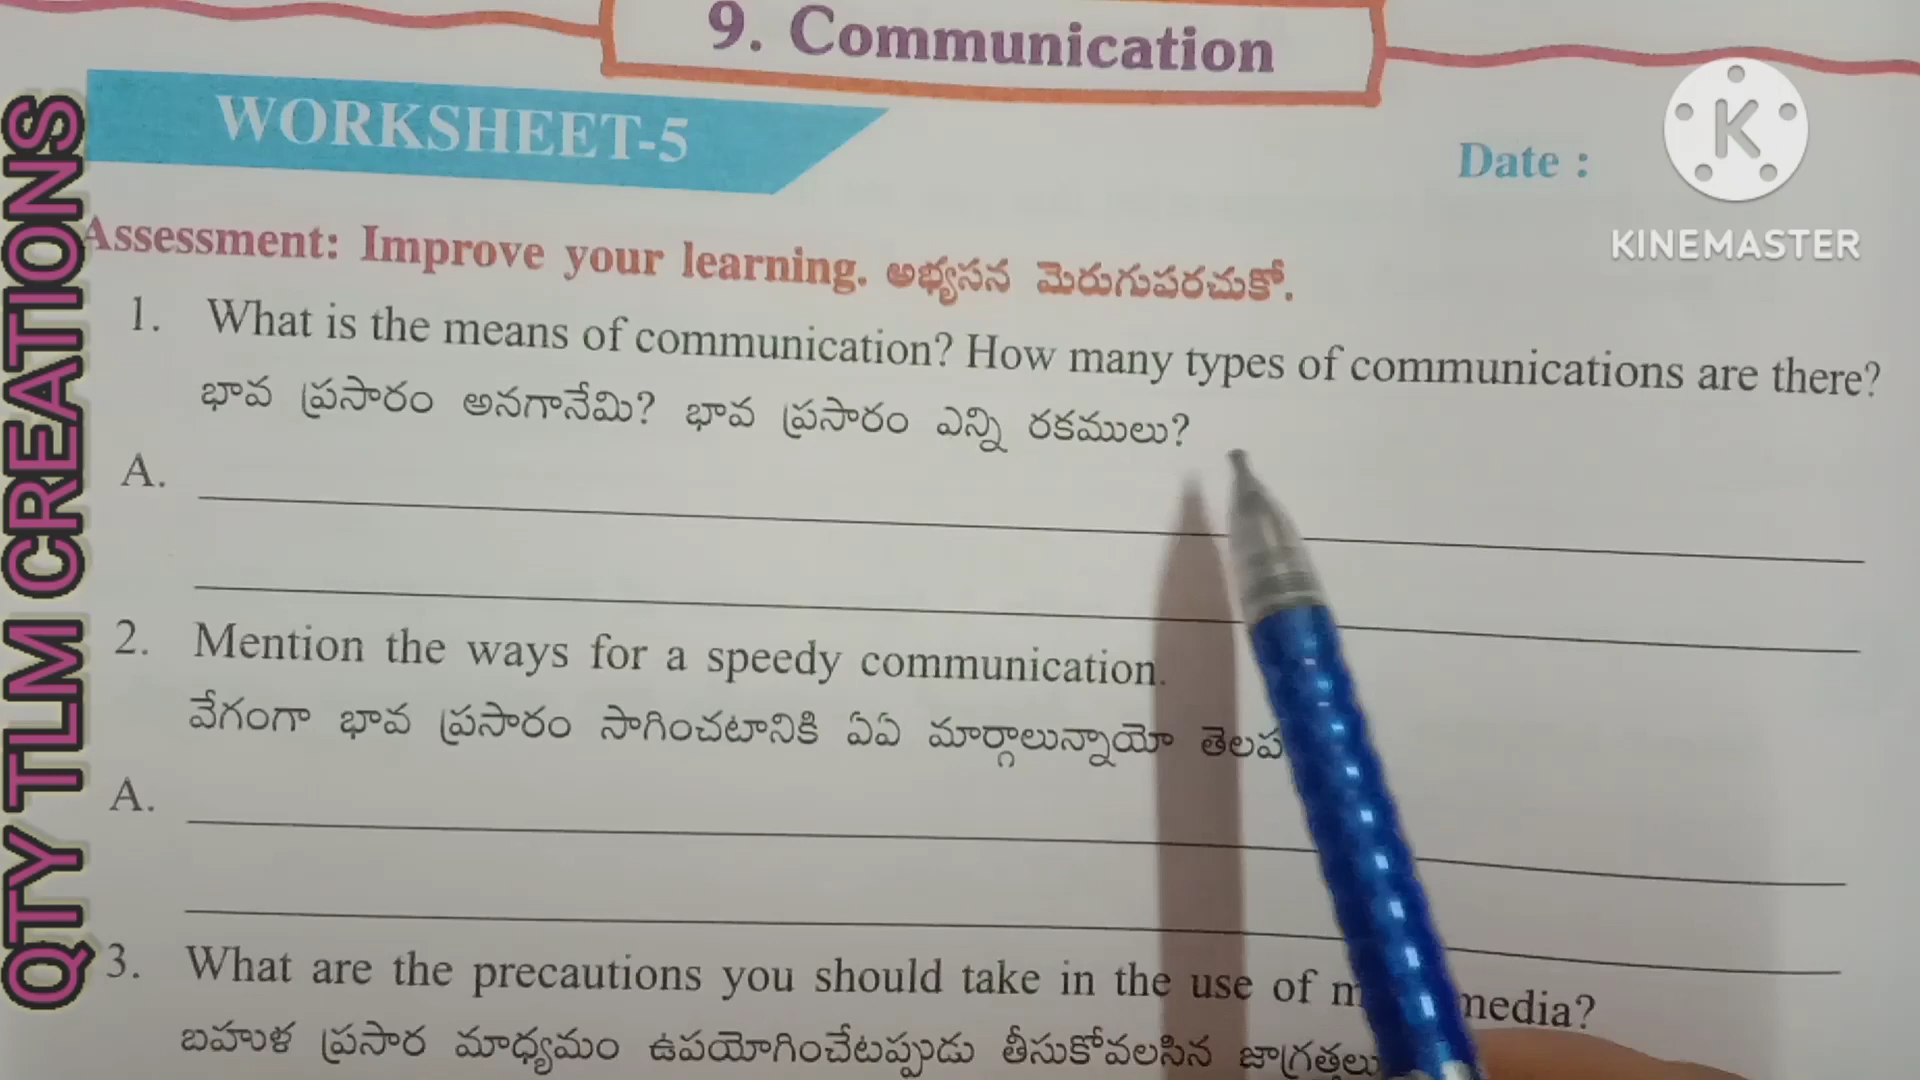 9. Communication
WORKSHEET-5
Date :
KINEMASTER
QTY TLM CREATIONS
Assessment: Improve your learning. అభ్యసన మెరుగుపరచుకో.
1. What is the means of communication? How many types of communications are there?
భావ ప్రసారం అనగానేమి? భావ ప్రసారం ఎన్ని రకములు?
A.
2. Mention the ways for a speedy communication.
వేగంగా భావ ప్రసారం సాగించటానికి ఏఏ మార్గాలున్నాయో
A.
3. What are the precautions you should take in the use of media?
బహుళ ప్రసార మాధ్యమం ఉపయోగించేటప్పుడు తీసుకోవలసిన జాగ్రత్తలు